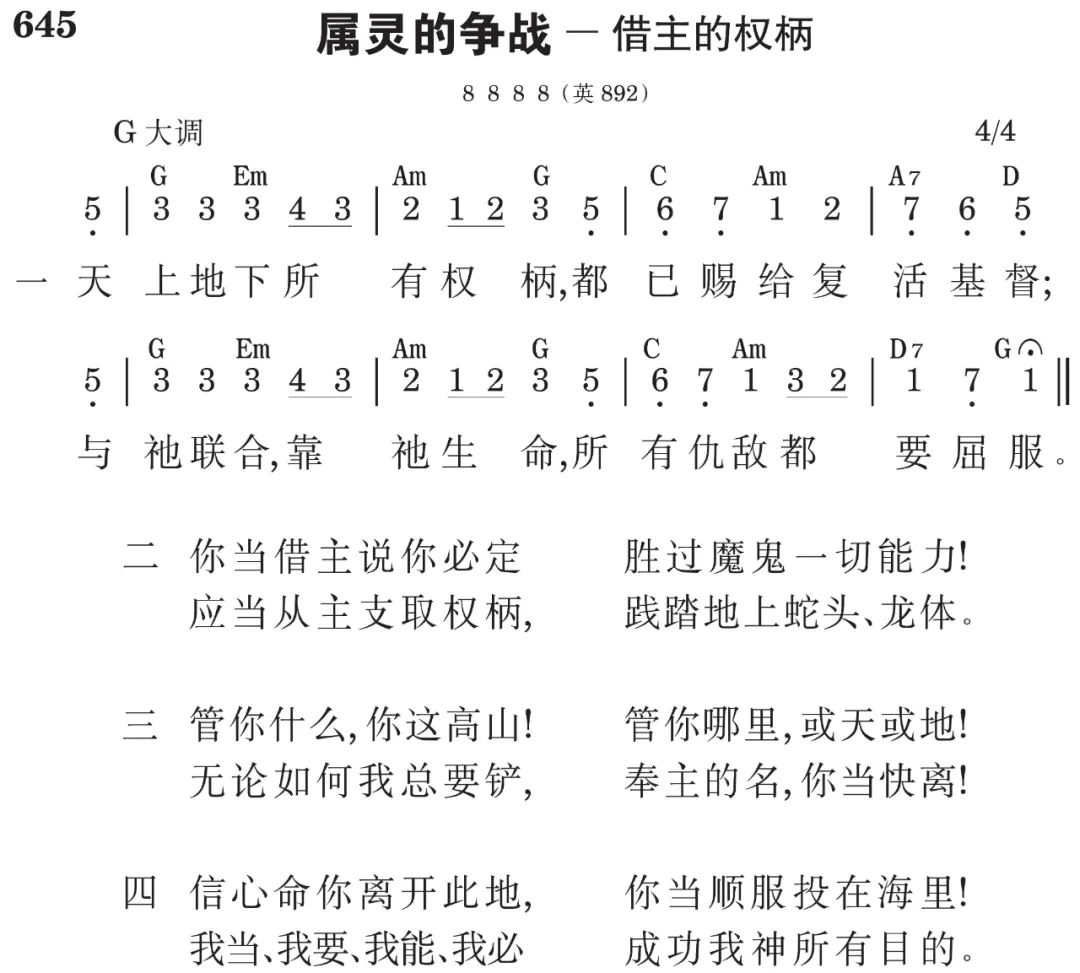 645 属灵的争战 — 借主的权柄
8 8 8 8 (英 892)
G 大调 4/4
G Em Am G C Am A7 D
5̣ | 3 3 3 4 3 | 2 1 2 3 5̣ | 6̣ 7̣ 1 2 | 7̣ 6̣ 5̣
一 天 上地下所 有权 柄,都 已赐给复 活基督;
G Em Am G C Am D7 G
5̣ | 3 3 3 4 3 | 2 1 2 3 5̣ | 6̣ 7̣ 1 3 2 | 1 7̣ 1 ‖
与 祂联合,靠 祂生 命,所 有仇敌都 要屈服。
二 你当借主说你必定 胜过魔鬼一切能力!
应当从主支取权柄, 践踏地上蛇头、龙体。
三 管你什么,你这高山! 管你哪里,或天或地!
无论如何我总要铲, 奉主的名,你当快离!
四 信心命你离开此地, 你当顺服投在海里!
我当、我要、我能、我必 成功我神所有目的。